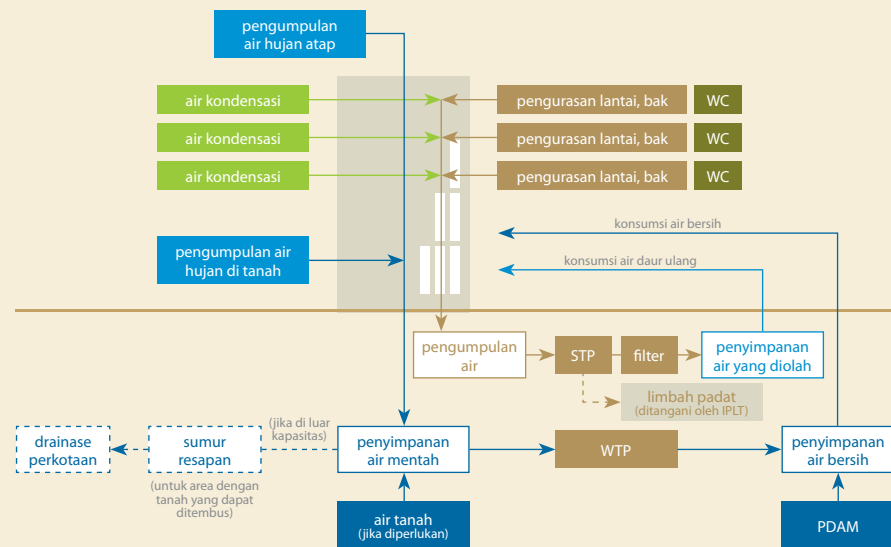 pengumpulan
air hujan atap
air kondensasi
pengurasan lantai, bak
WC
air kondensasi
pengurasan lantai, bak
WC
air kondensasi
pengurasan lantai, bak
WC
konsumsi air bersih
pengumpulan air
hujan di tanah
konsumsi air daur ulang
pengumpulan
air
STP
filter
penyimpanan
air yang diolah
limbah padat
(ditangani oleh IPLT)
drainase
perkotaan
sumur
resapan
(jika di luar
kapasitas)
penyimpanan
air mentah
WTP
penyimpanan
air bersih
(untuk area dengan
tanah yang dapat
ditembus)
air tanah
(jika diperlukan)
PDAM